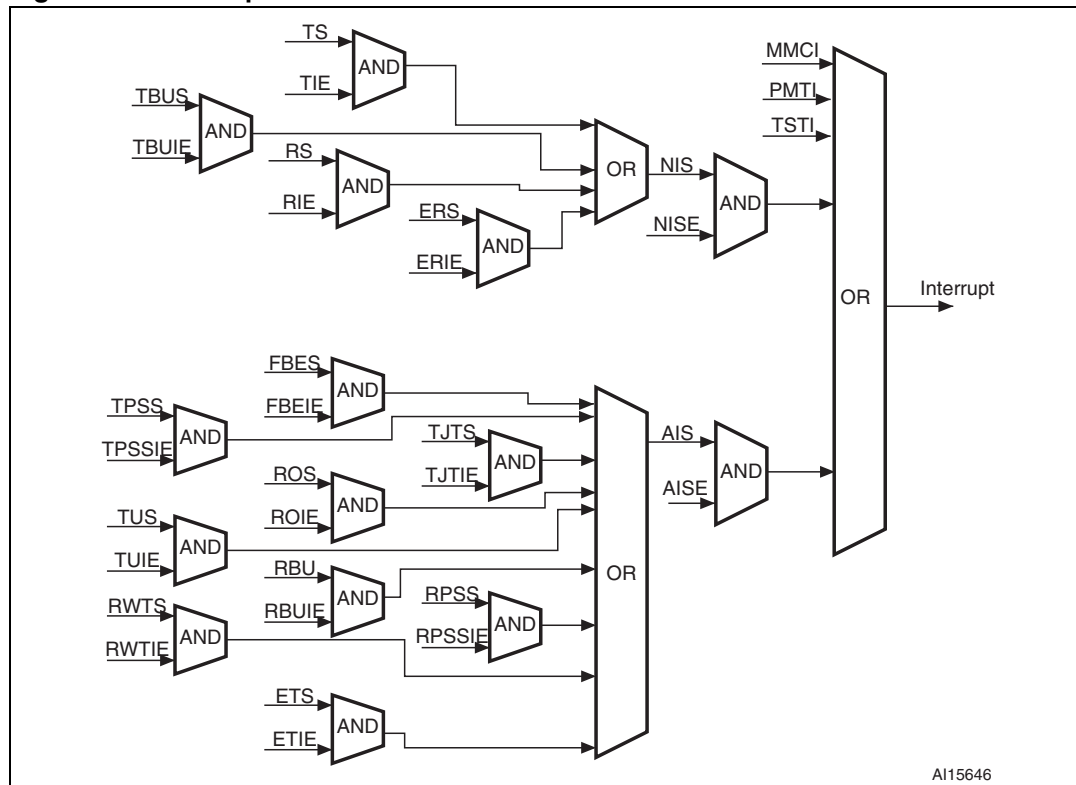 TS
AND
TIE
TBUS
AND
TBUIE
RS
AND
RIE
ERS
AND
ERIE
OR
NIS
AND
NISE
MMCI
PMTI
TSTI
OR
Interrupt
FBES
AND
FBEIE
TPSS
AND
TPSSIE
TJTS
AND
TJTIE
ROS
AND
ROIE
TUS
AND
TUIE
RBU
AND
RBUIE
RPSS
AND
RPSSIE
RWTS
AND
RWTIE
ETS
AND
ETIE
OR
AIS
AND
AISE
AI15646